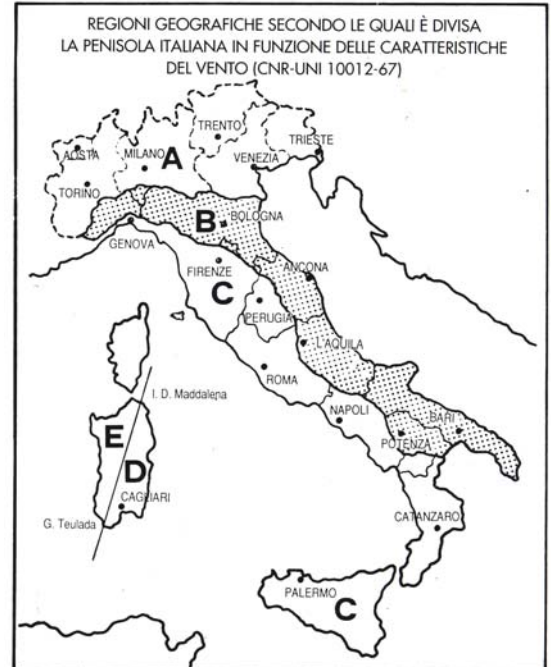 REGIONI GEOGRAFICHE SECONDO LE QUALI È DIVISA
LA PENISOLA ITALIANA IN FUNZIONE DELLE CARATTERISTICHE
DEL VENTO (CNR-UNI 10012-67)
TRENTO
TRIESTE
AOSTA
MILANO
A
VENEZIA
TORINO
B
BOLOGNA
GENOVA
FIRENZE
ANCONA
C
PERUGIA
L'AQUILA
ROMA
I. D. Maddalena
NAPOLI
BARI
E
POTENZA
D
CAGLIARI
G. Teulada
CATANZARO
PALERMO
C